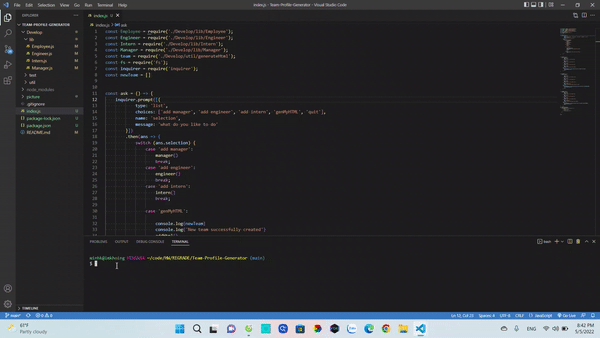 File Edit Selection View Go Run Terminal Help
index.js - Team-Profile-Generator - Visual Studio Code
EXPLORER
TEAM-PROFILE-GENERATOR
Develop
lib
Employee.js U
Engineer.js U
Intern.js U
Manager.js U
test
util
node_modules
picture
.gitignore
index.js U
package-lock.json U
package.json U
README.md U
TIMELINE
index.js U
index.js > ask
1 const Employee = require('./Develop/lib/Employee');
2 const Engineer = require('./Develop/lib/Engineer');
3 const Intern = require('./Develop/lib/Intern');
4 const Manager = require('./Develop/lib/Manager');
5 const team = require('./Develop/util/generateHtml');
6 const fs = require('fs');
7 const inquirer = require('inquirer');
8 const newTeam = []
9
10
11 const ask = () => {
12 inquirer.prompt([{
13 type: 'list',
14 choices: ['add manager', 'add engineer', 'add intern', 'genMyHTML', 'quit'],
15 name: 'selection',
16 message: 'what do you like to do'
17 }])
18 .then(ans => {
19 switch (ans.selection) {
20 case 'add manager':
21 manager()
22 break;
23 case 'add engineer':
24 engineer()
25 break;
26 case 'add intern':
27 intern()
28 break;
29
30 case 'genMyHTML':
31
32 console.log(newTeam)
33 console.log("New team successfully created")
PROBLEMS OUTPUT DEBUG CONSOLE TERMINAL
bash
~/code/HW/REGRADE/Team-Profile-Generator (main)
$
main*
Ln 12, Col 23 Spaces: 4 UTF-8 CRLF JavaScript Go Live
61°F
Partly cloudy
8:42 PM
5/5/2022